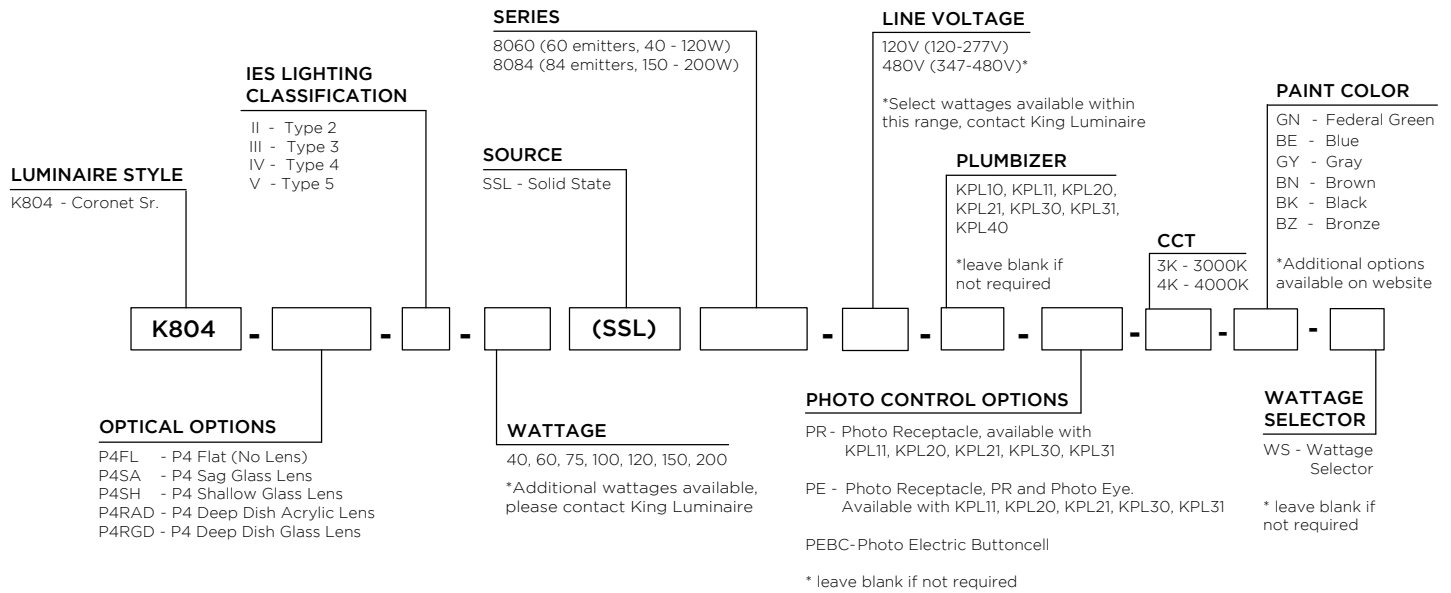 SERIES
8060 (60 emitters, 40 - 120W)
8084 (84 emitters, 150 - 200W)
LINE VOLTAGE
120V (120-277V)
480V (347-480V)*
*Select wattages available within
this range, contact King Luminaire
IES LIGHTING
CLASSIFICATION
II - Type 2
III - Type 3
IV - Type 4
V - Type 5
PAINT COLOR
GN - Federal Green
BE - Blue
GY - Gray
BN - Brown
BK - Black
BZ - Bronze
*Additional options
available on website
LUMINAIRE STYLE
K804 - Coronet Sr.
SOURCE
SSL - Solid State
PLUMBIZER
KPL10, KPL11, KPL20,
KPL21, KPL30, KPL31,
KPL40
*leave blank if
not required
CCT
3K - 3000K
4K - 4000K
K804 - - - (SSL) - - - - - -
OPTICAL OPTIONS
P4FL - P4 Flat (No Lens)
P4SA - P4 Sag Glass Lens
P4SH - P4 Shallow Glass Lens
P4RAD - P4 Deep Dish Acrylic Lens
P4RGD - P4 Deep Dish Glass Lens
WATTAGE
40, 60, 75, 100, 120, 150, 200
*Additional wattages available,
please contact King Luminaire
PHOTO CONTROL OPTIONS
PR - Photo Receptacle, available with
KPL11, KPL20, KPL21, KPL30, KPL31
PE - Photo Receptacle, PR and Photo Eye.
Available with KPL11, KPL20, KPL21, KPL30, KPL31
PEBC-Photo Electric Buttoncell
* leave blank if not required
WATTAGE
SELECTOR
WS - Wattage
Selector
* leave blank if
not required